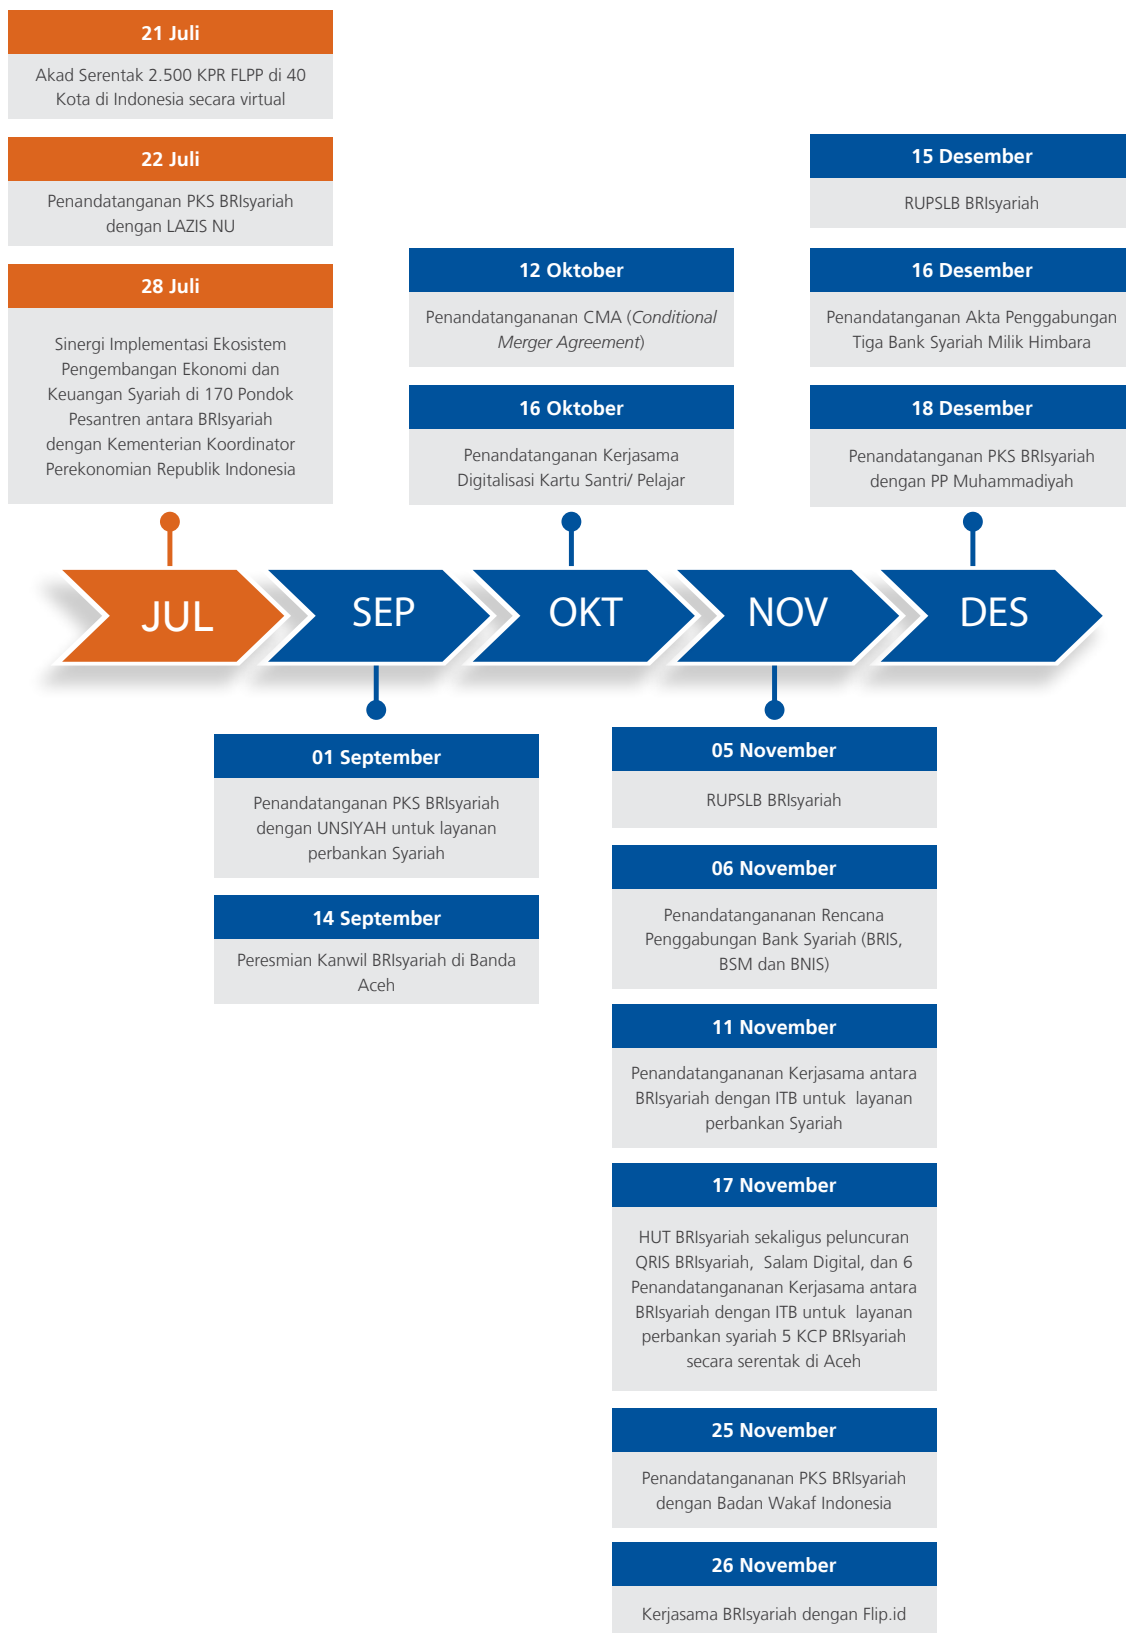 21 Juli
Akad Serentak 2.500 KPR FLPP di 40
Kota di Indonesia secara virtual
22 Juli
Penandatanganan PKS BRIsyariah
dengan LAZIS NU
28 Juli
Sinergi Implementasi Ekosistem
Pengembangan Ekonomi dan
Keuangan Syariah di 170 Pondok
Pesantren antara BRIsyariah
dengan Kementerian Koordinator
Perekonomian Republik Indonesia
12 Oktober
Penandatangananan CMA (Conditional
Merger Agreement)
16 Oktober
Penandatanganan Kerjasama
Digitalisasi Kartu Santri/ Pelajar
15 Desember
RUPSLB BRIsyariah
16 Desember
Penandatanganan Akta Penggabungan
Tiga Bank Syariah Milik Himbara
18 Desember
Penandatanganan PKS BRIsyariah
dengan PP Muhammadiyah
JUL
SEP
OKT
NOV
DES
01 September
Penandatanganan PKS BRIsyariah
dengan UNSIYAH untuk layanan
perbankan Syariah
14 September
Peresmian Kanwil BRIsyariah di Banda
Aceh
05 November
RUPSLB BRIsyariah
06 November
Penandatangananan Rencana
Penggabungan Bank Syariah (BRIS,
BSM dan BNIS)
11 November
Penandatangananan Kerjasama antara
BRIsyariah dengan ITB untuk layanan
perbankan Syariah
17 November
HUT BRIsyariah sekaligus peluncuran
QRIS BRIsyariah, Salam Digital, dan 6
Penandatangananan Kerjasama antara
BRIsyariah dengan ITB untuk layanan
perbankan syariah 5 KCP BRIsyariah
secara serentak di Aceh
25 November
Penandatangananan PKS BRIsyariah
dengan Badan Wakaf Indonesia
26 November
Kerjasama BRIsyariah dengan Flip.id